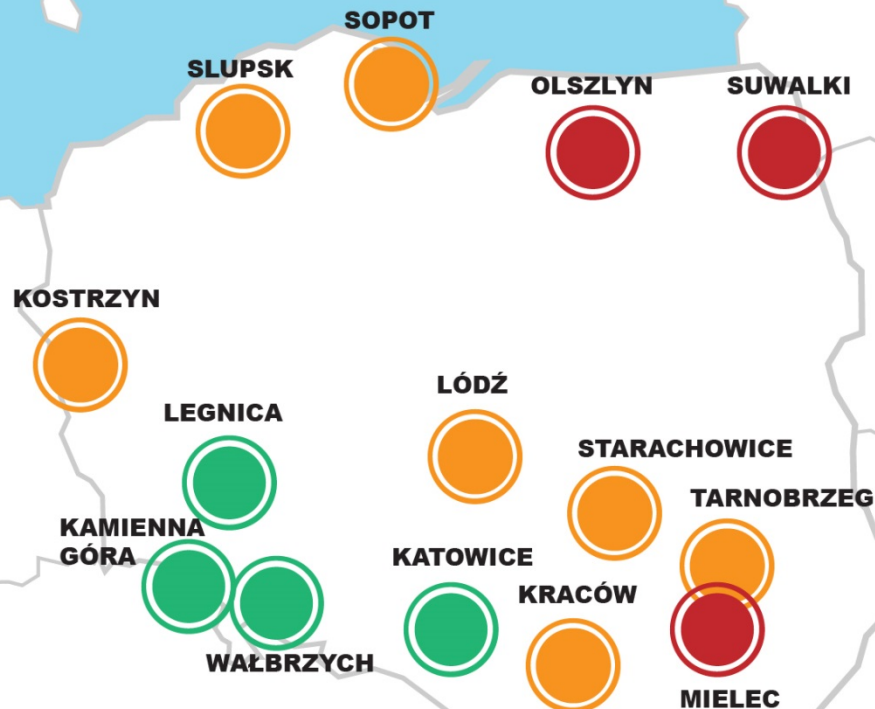 SOPOT
SLUPSK
OLSZLYN
SUWALKI
KOSTRZYN
LÓDŹ
LEGNICA
STARACHOWICE
TARNOBRZEG
KAMIENNA
GÓRA
KATOWICE
KRACÓW
WAŁBRZYCH
MIELEC